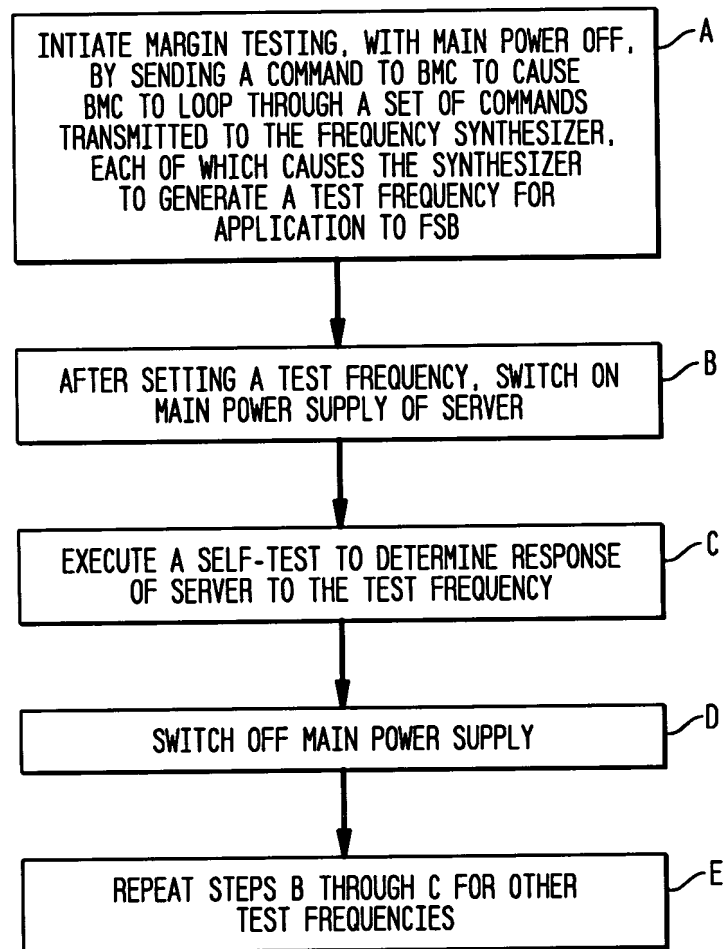 INTIATE MARGIN TESTING, WITH MAIN POWER OFF,
BY SENDING A COMMAND TO BMC TO CAUSE
BMC TO LOOP THROUGH A SET OF COMMANDS
TRANSMITTED TO THE FREQUENCY SYNTHESIZER,
EACH OF WHICH CAUSES THE SYNTHESIZER
TO GENERATE A TEST FREQUENCY FOR
APPLICATION TO FSB
A
AFTER SETTING A TEST FREQUENCY, SWITCH ON
MAIN POWER SUPPLY OF SERVER
B
EXECUTE A SELF-TEST TO DETERMINE RESPONSE
OF SERVER TO THE TEST FREQUENCY
C
SWITCH OFF MAIN POWER SUPPLY
D
REPEAT STEPS B THROUGH C FOR OTHER
TEST FREQUENCIES
E